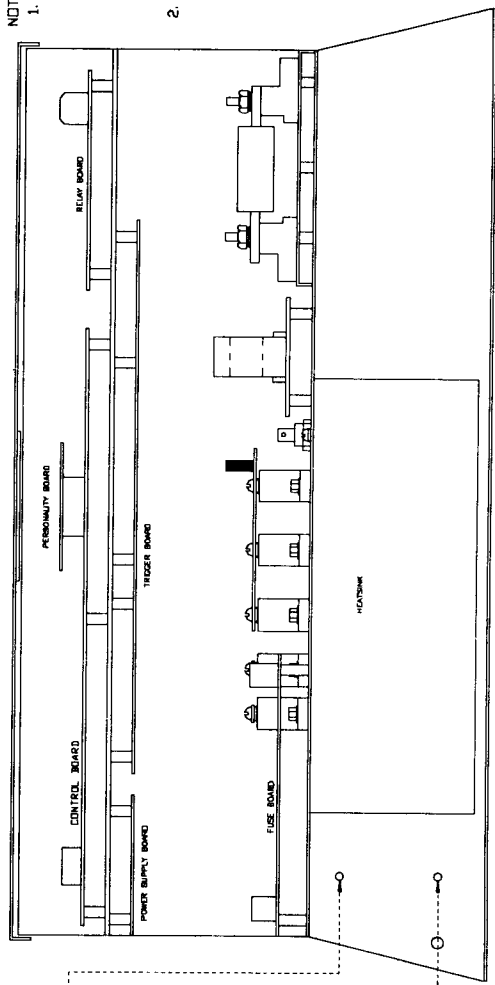 NOT
1.
2.
RELAY BOARD
PERSONALITY BOARD
TRIGGER BOARD
CONTROL BOARD
POWER SUPPLY BOARD
FUSE BOARD
HEATSINK